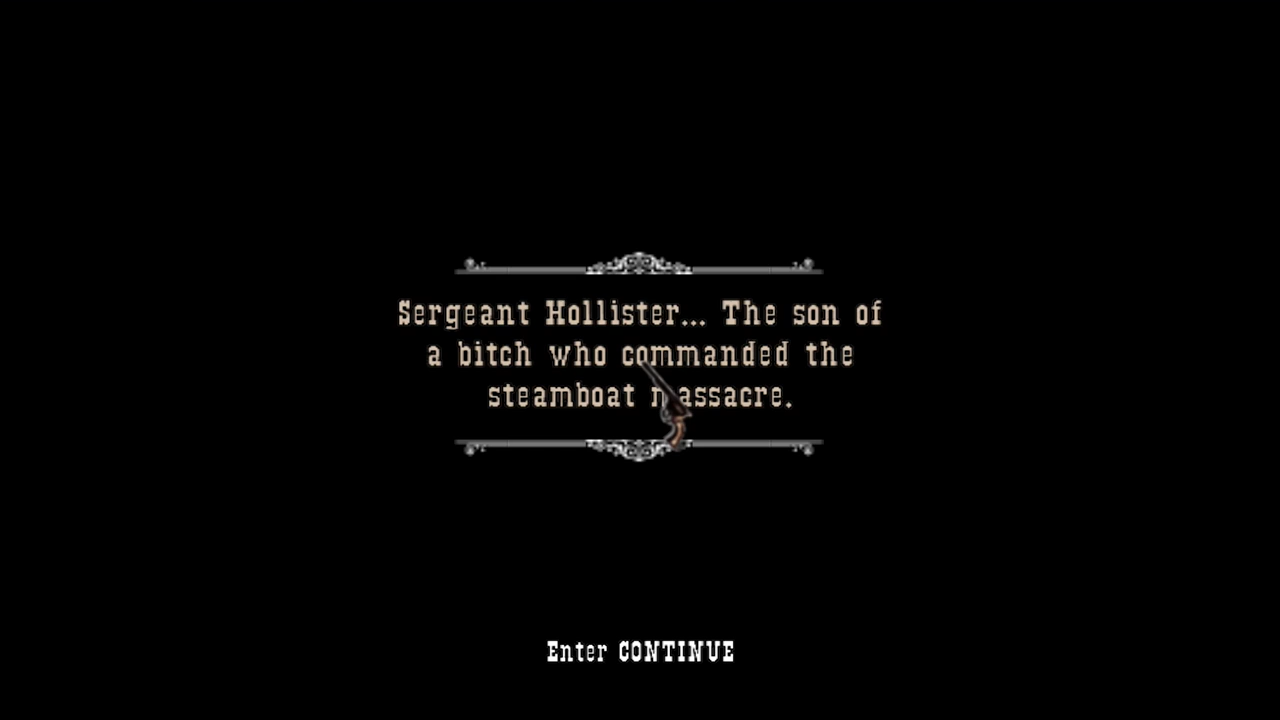 Sergeant Hollister... The son of
a bitch who commanded the
steamboat massacre.
Enter CONTINUE